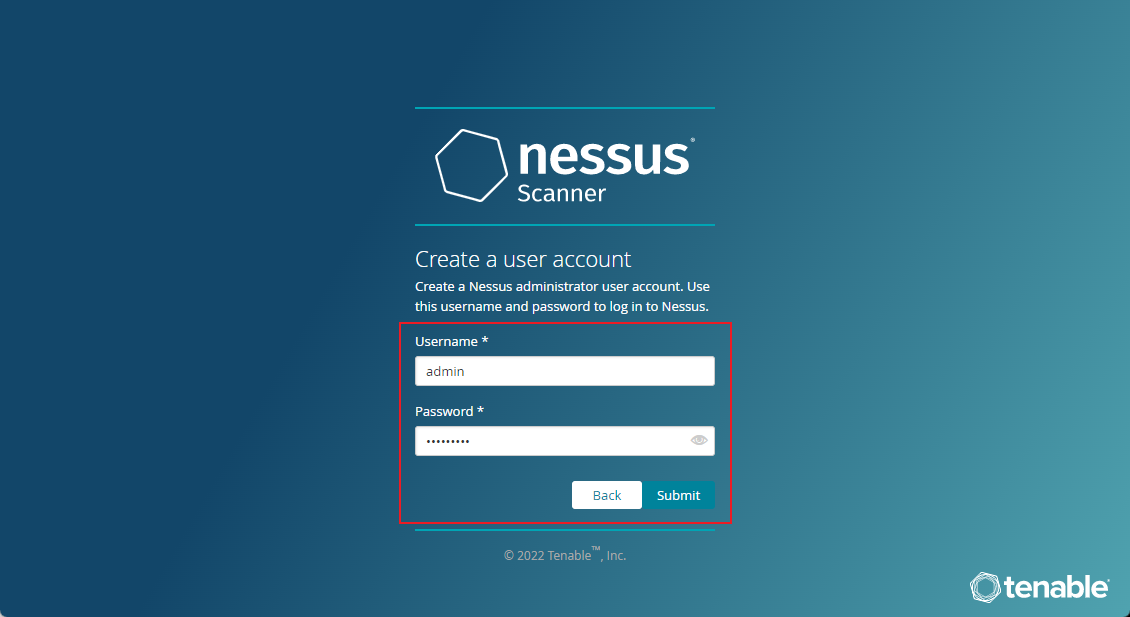 nessus®
Scanner
Create a user account
Create a Nessus administrator user account. Use
this username and password to log in to Nessus.
Username *
admin
Password *
•••••••••
Back Submit
© 2022 Tenable™, Inc.
tenable®